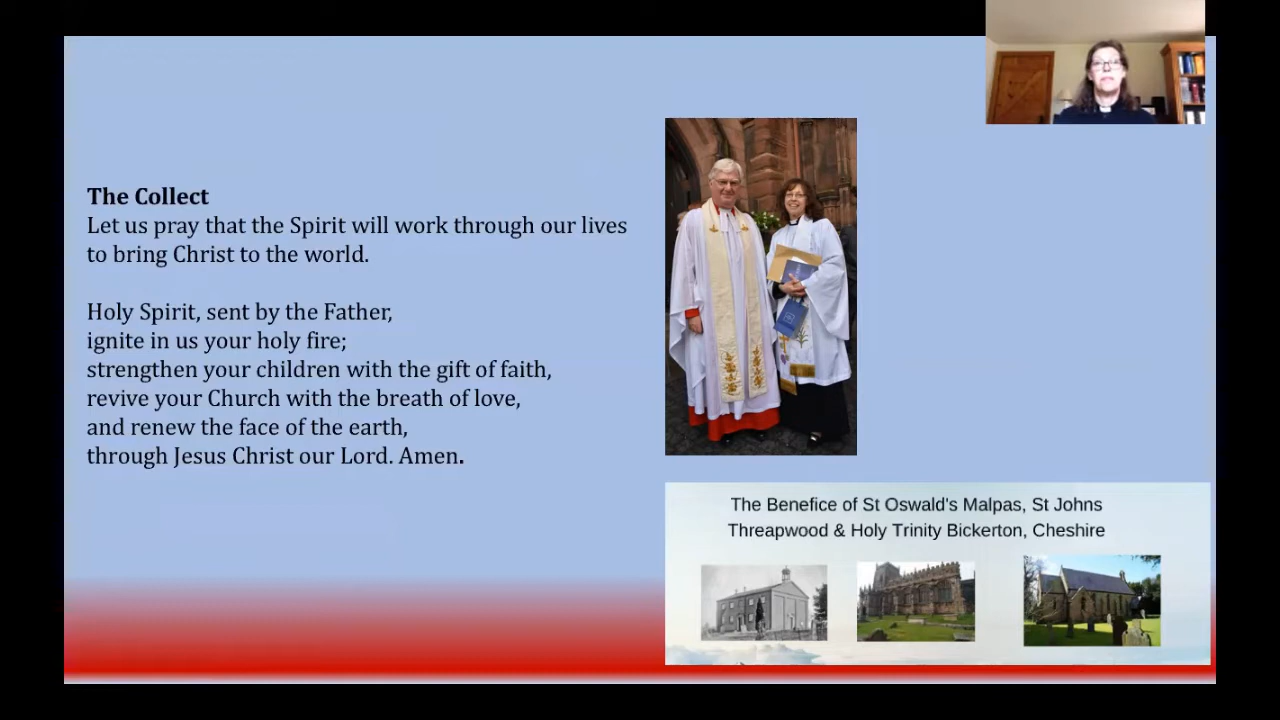 The Collect
Let us pray that the Spirit will work through our lives
to bring Christ to the world.
Holy Spirit, sent by the Father,
ignite in us your holy fire;
strengthen your children with the gift of faith,
revive your Church with the breath of love,
and renew the face of the earth,
through Jesus Christ our Lord. Amen.
The Benefice of St Oswald's Malpas, St Johns
Threapwood & Holy Trinity Bickerton, Cheshire